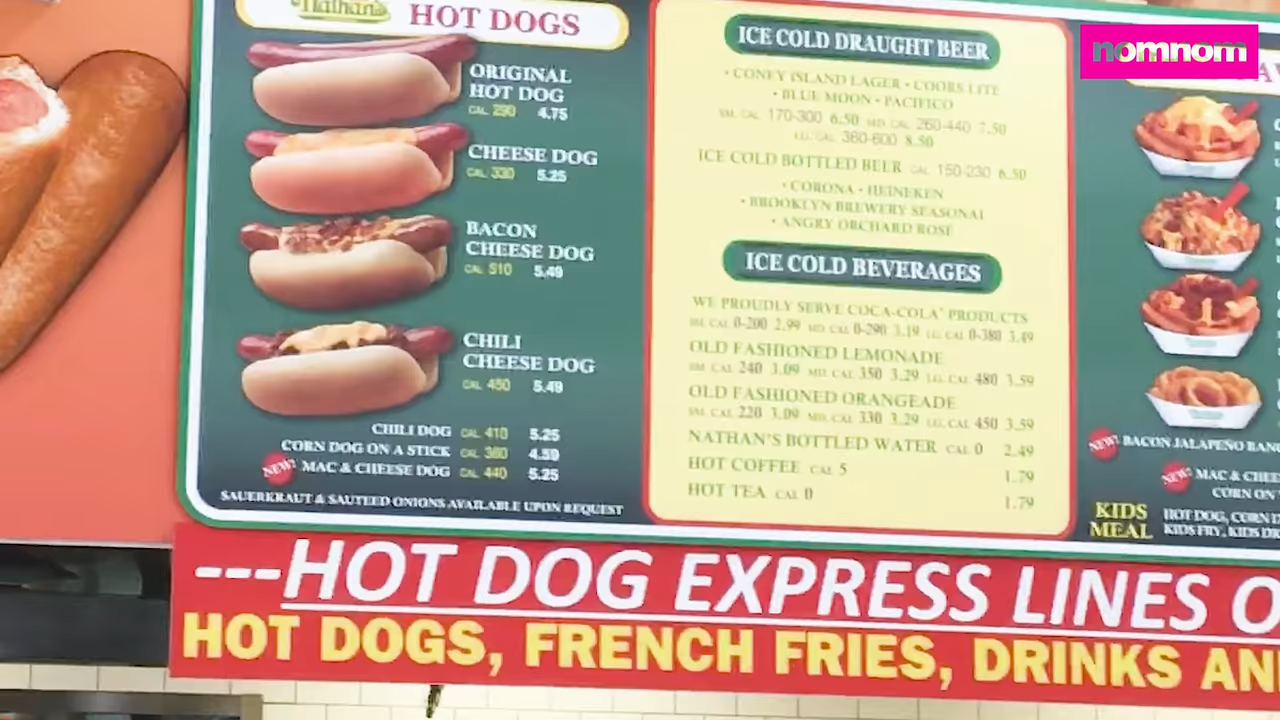 Nathan's HOT DOGS
ORIGINAL
HOT DOG
CAL. 290 4.75
CHEESE DOG
CAL. 330 5.25
BACON
CHEESE DOG
CAL. 510 5.49
CHILI
CHEESE DOG
CAL. 450 5.49
CHILI DOG CAL. 410 5.25
CORN DOG ON A STICK CAL. 380 4.59
NEW! MAC & CHEESE DOG CAL. 440 5.25
SAUERKRAUT & SAUTEED ONIONS AVAILABLE UPON REQUEST
ICE COLD DRAUGHT BEER
• CONEY ISLAND LAGER • COORS LITE
• BLUE MOON • PACIFICO
SM. CAL. 170-300 6.50 MD. CAL. 260-440 7.50
LG. CAL. 360-600 8.50
ICE COLD BOTTLED BEER CAL. 150-230 6.50
• CORONA • HEINEKEN
• BROOKLYN BREWERY SEASONAL
• ANGRY ORCHARD ROSE
ICE COLD BEVERAGES
WE PROUDLY SERVE COCA-COLA® PRODUCTS
SM. CAL. 0-200 2.99 MD. CAL. 0-290 3.19 LG. CAL. 0-380 3.49
OLD FASHIONED LEMONADE
SM. CAL. 240 3.09 MD. CAL. 350 3.29 LG. CAL. 480 3.59
OLD FASHIONED ORANGEADE
SM. CAL. 220 3.09 MD. CAL. 330 3.29 LG. CAL. 450 3.59
NATHAN'S BOTTLED WATER CAL. 0 2.49
HOT COFFEE CAL. 5 1.79
HOT TEA CAL. 0 1.79
nomnom
NEW! BACON JALAPEÑO
NEW! MAC & CHEE
CORN ON
KIDS
MEAL
HOT DOG, CORN D
KIDS FRY, KIDS DR
---HOT DOG EXPRESS LINES O
HOT DOGS, FRENCH FRIES, DRINKS AN